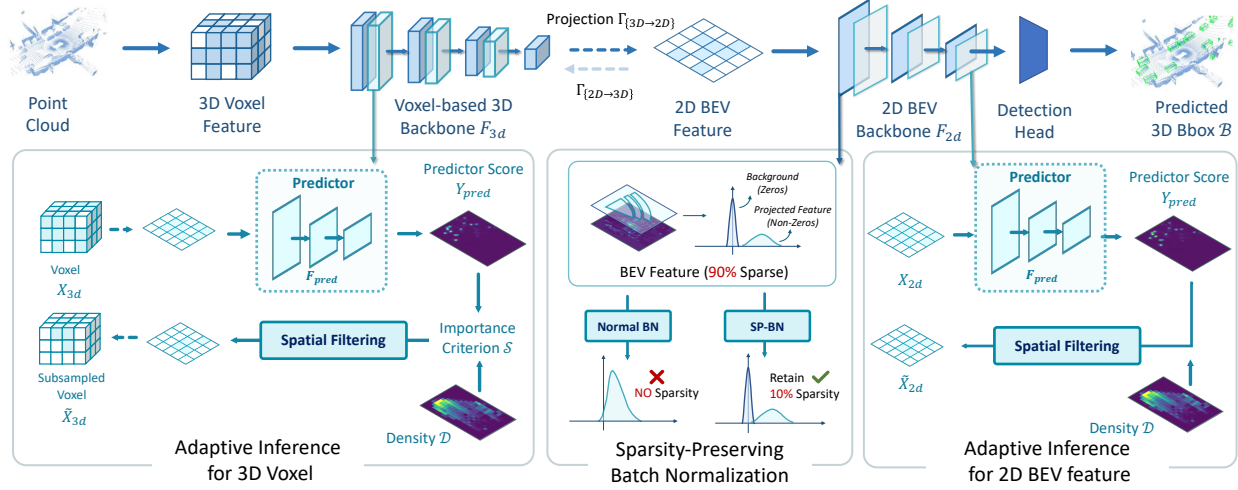 Projection Γ{3D→2D}
Γ{2D→3D}
Point
Cloud
3D Voxel
Feature
Voxel-based 3D
Backbone F3d
2D BEV
Feature
2D BEV
Backbone F2d
Detection
Head
Predicted
3D Bbox ℬ
Predictor
Fpred
Predictor Score
Ypred
Voxel
X3d
Spatial Filtering
Importance
Criterion 𝒮
Subsampled
Voxel
X̃3d
Density 𝒟
Adaptive Inference
for 3D Voxel
Background
(Zeros)
Projected Feature
(Non-Zeros)
BEV Feature (90% Sparse)
Normal BN
SP-BN
NO Sparsity
Retain
10% Sparsity
Sparsity-Preserving
Batch Normalization
Predictor
Fpred
Predictor Score
Ypred
X2d
Spatial Filtering
X̃2d
Density 𝒟
Adaptive Inference
for 2D BEV feature